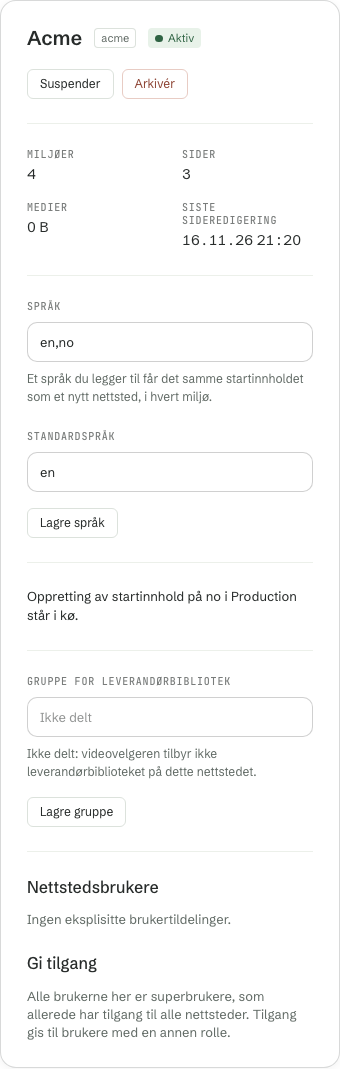 Acme acme Aktiv
Suspender Arkivér
MILJØER SIDER
4 3
MEDIER SISTE SIDEREDIGERING
0 B 16.11.26 21:20
SPRÅK
en,no
Et språk du legger til får det samme startinnholdet
som et nytt nettsted, i hvert miljø.
STANDARDSPRÅK
en
Lagre språk
Oppretting av startinnhold på no i Production
står i kø.
GRUPPE FOR LEVERANDØRBIBLIOTEK
Ikke delt
Ikke delt: videovelgeren tilbyr ikke
leverandørbiblioteket på dette nettstedet.
Lagre gruppe
Nettstedsbrukere
Ingen eksplisitte brukertildelinger.
Gi tilgang
Alle brukerne her er superbrukere, som
allerede har tilgang til alle nettsteder. Tilgang
gis til brukere med en annen rolle.